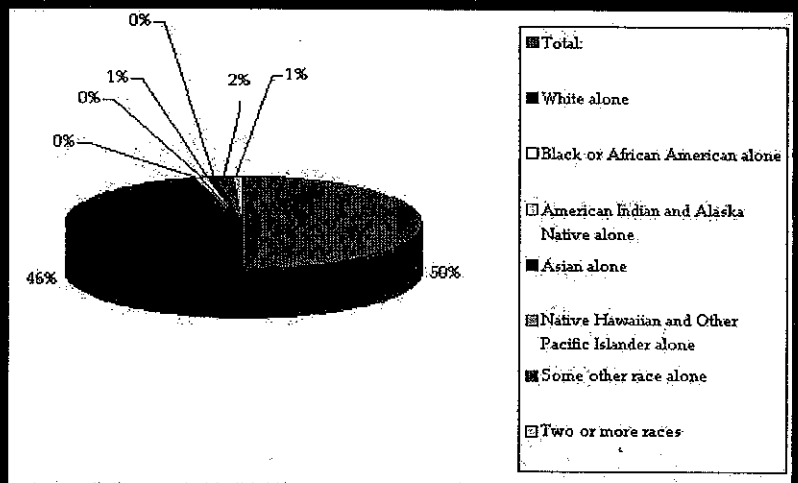 0%
1%
2%
1%
0%
0%
46%
50%
Total:
White alone
Black or African American alone
American Indian and Alaska
Native alone
Asian alone
Native Hawaiian and Other
Pacific Islander alone
Some other race alone
Two or more races